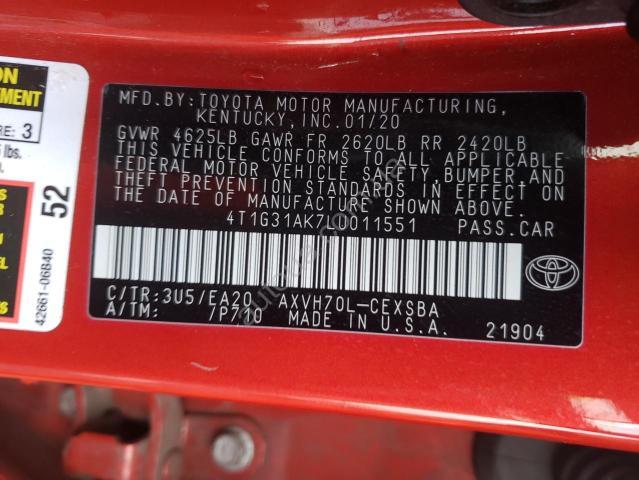 ON
EMENT
RE: 3
lbs.
52
42661-06B40
MFD.BY: TOYOTA MOTOR MANUFACTURING,
KENTUCKY, INC. 01/20
GVWR 4625LB GAWR FR 2620LB RR 2420LB
THIS VEHICLE CONFORMS TO ALL APPLICABLE
FEDERAL MOTOR VEHICLE SAFETY, BUMPER AND
THEFT PREVENTION STANDARDS IN EFFECT ON
THE DATE OF MANUFACTURE SHOWN ABOVE.
PASS.CAR
C/TR: 3U5/EA20 AXVH70L-CEXSBA
A/TM: /P710 MADE IN U.S.A. 21904